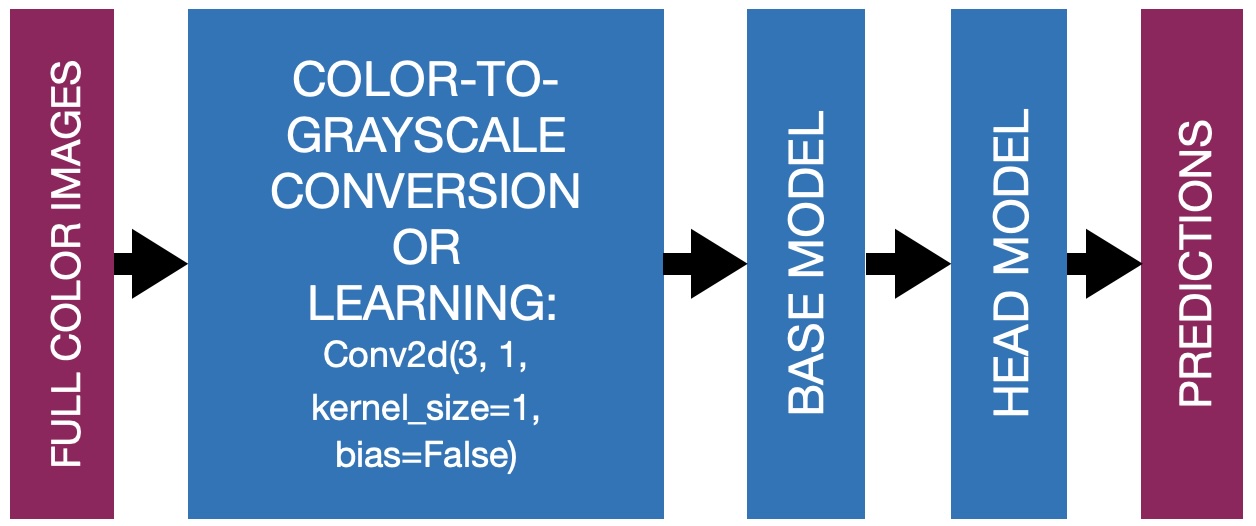 FULL COLOR IMAGES
COLOR-TO-
GRAYSCALE
CONVERSION
OR
LEARNING:
Conv2d(3, 1,
kernel_size=1,
bias=False)
BASE MODEL
HEAD MODEL
PREDICTIONS